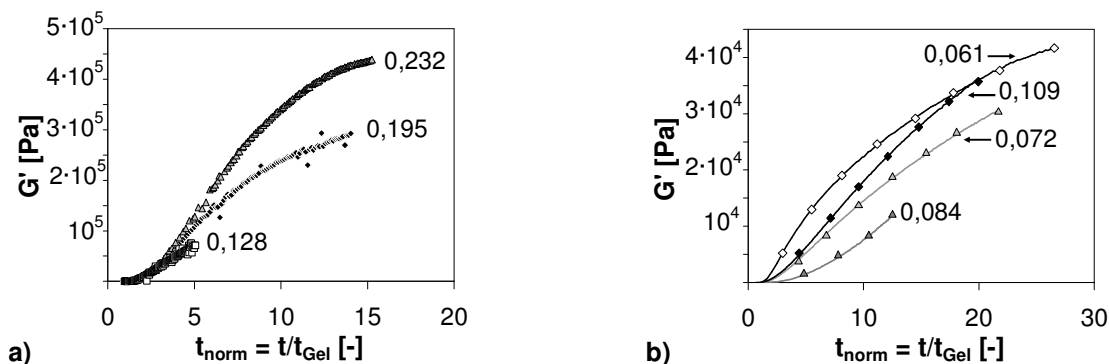 5·10⁵
4·10⁵
3·10⁵
2·10⁵
10⁵
G' [Pa]
0,232
0,195
0,128
0 5 10 15 20
t_norm = t/t_Gel [-]
a)
4·10⁴
3·10⁴
2·10⁴
10⁴
G' [Pa]
0,061
0,109
0,072
0,084
0 10 20 30
t_norm = t/t_Gel [-]
b)